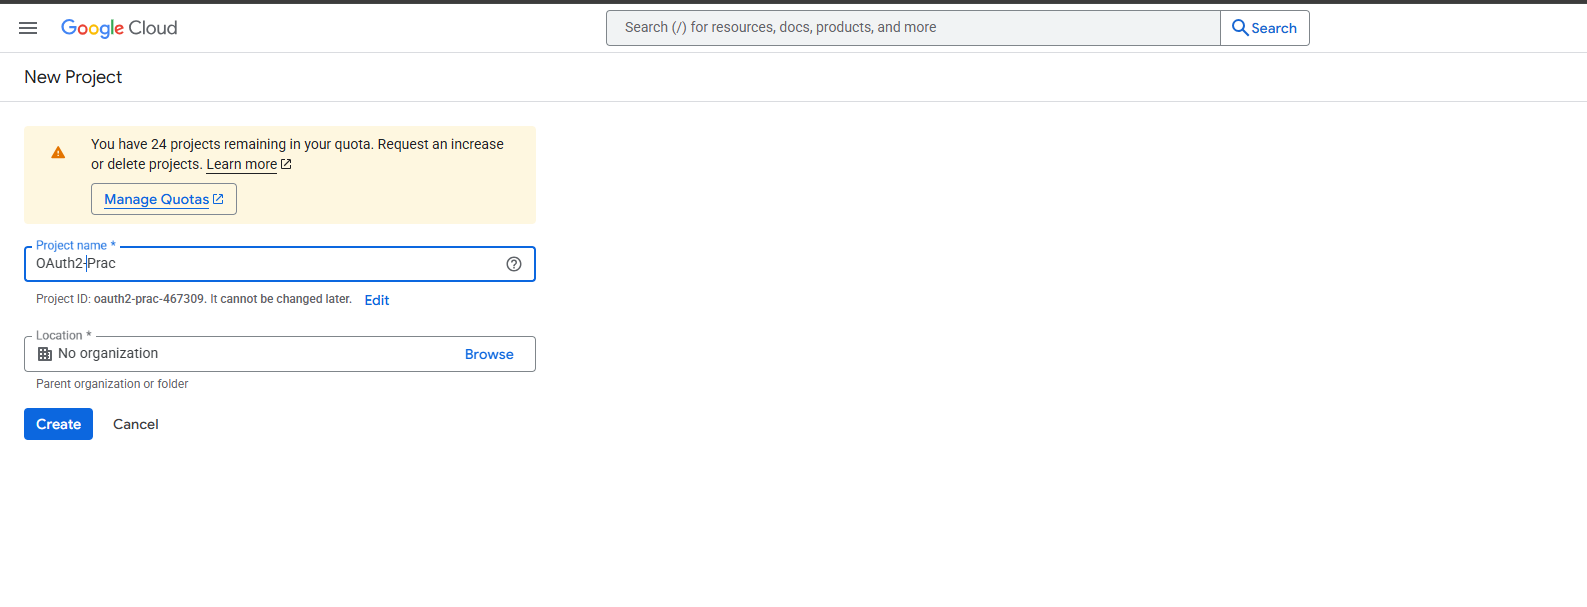 Google Cloud
Search (/) for resources, docs, products, and more
Search
New Project
You have 24 projects remaining in your quota. Request an increase
or delete projects. Learn more
Manage Quotas
Project name *
OAuth2-Prac
Project ID: oauth2-prac-467309. It cannot be changed later. Edit
Location *
No organization
Browse
Parent organization or folder
Create
Cancel